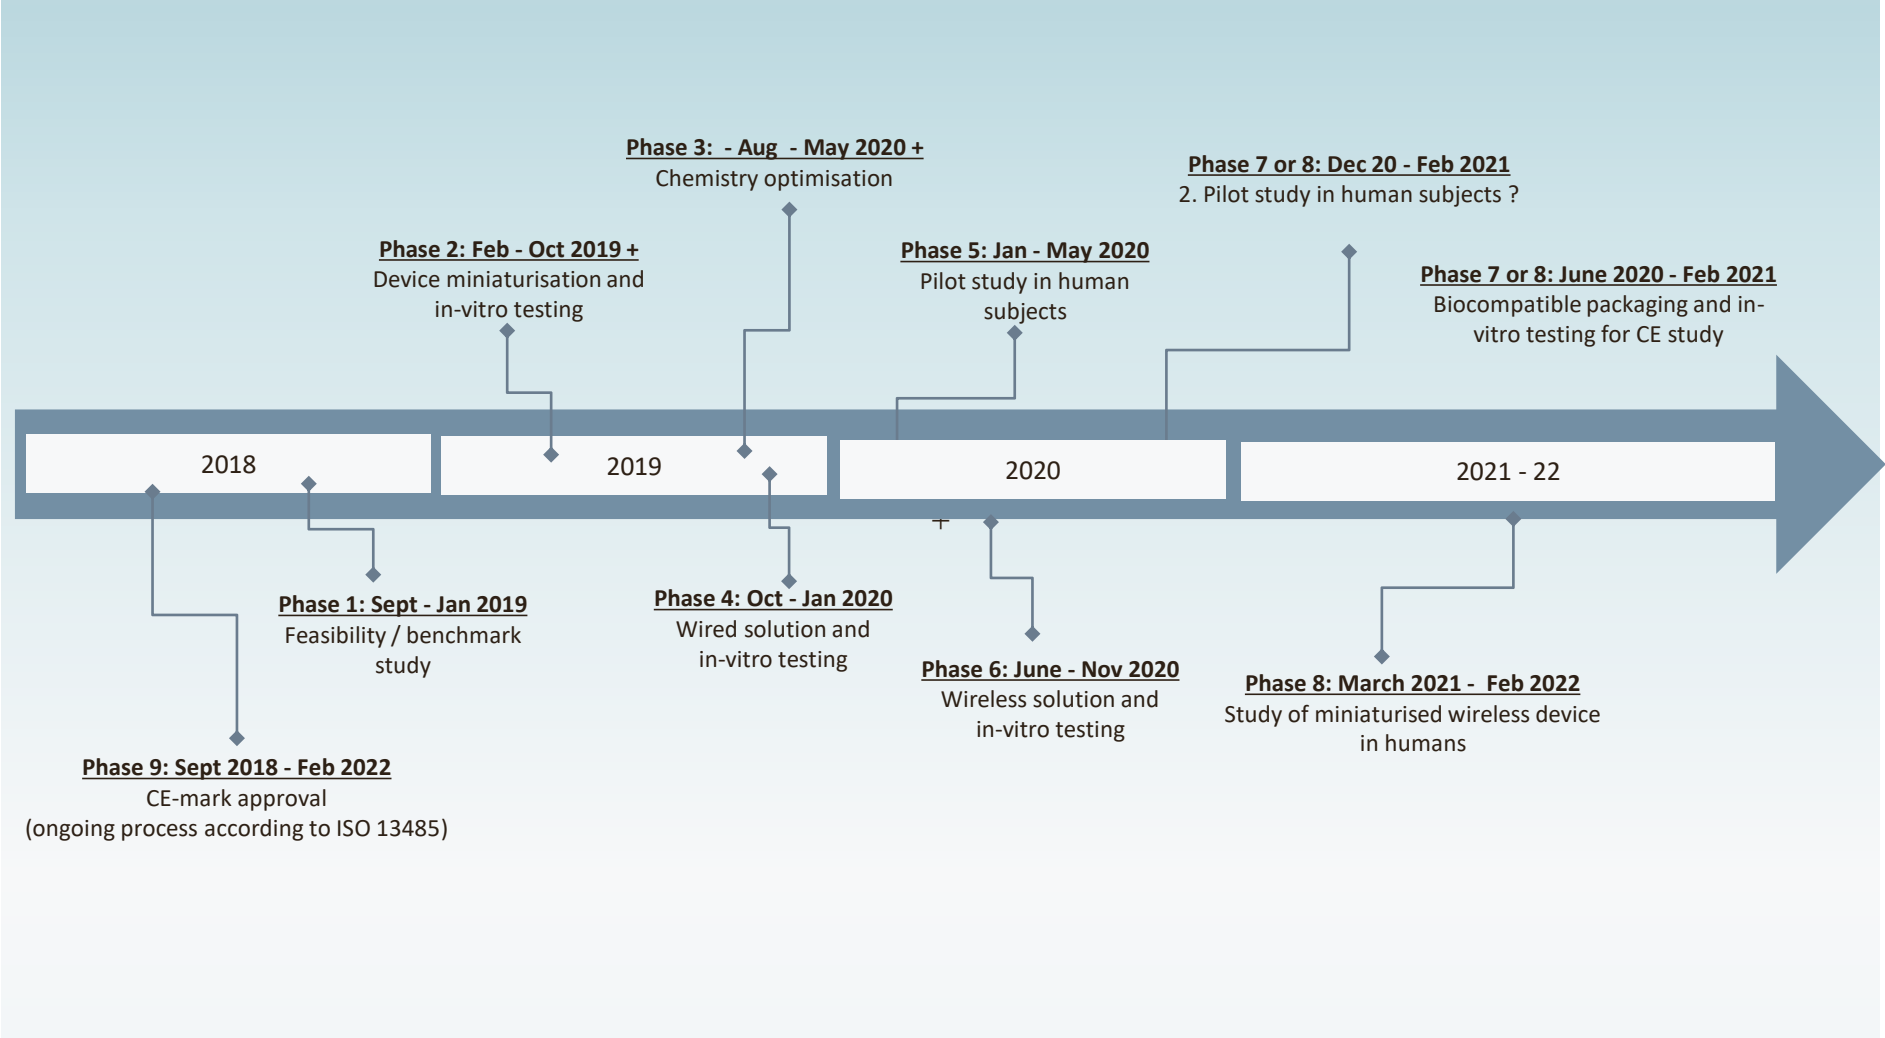 Phase 3:  - Aug  - May 2020 +
Chemistry optimisation
Phase 7 or 8: Dec 20 - Feb 2021
2. Pilot study in human subjects ?
Phase 2: Feb - Oct 2019 +
Device miniaturisation and
in-vitro testing
Phase 5: Jan - May 2020
Pilot study in human
subjects
Phase 7 or 8: June 2020 - Feb 2021
Biocompatible packaging and in-
vitro testing for CE study
2018
2019
2020
2021 - 22
+
Phase 1: Sept - Jan 2019
Feasibility / benchmark
study
Phase 4: Oct - Jan 2020
Wired solution and
in-vitro testing
Phase 6: June - Nov 2020
Wireless solution and
in-vitro testing
Phase 8: March 2021 -  Feb 2022
Study of miniaturised wireless device
in humans
Phase 9: Sept 2018 - Feb 2022
CE-mark approval
(ongoing process according to ISO 13485)